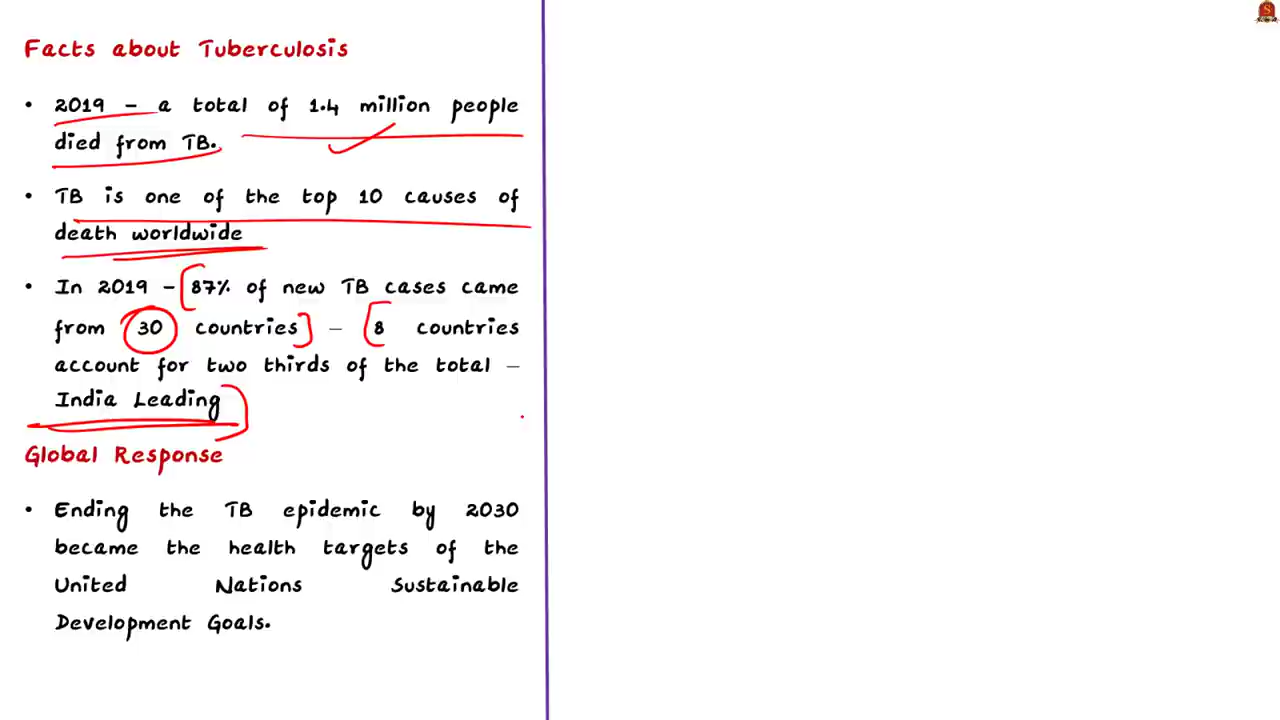 Facts about Tuberculosis
• 2019 - a total of 1.4 million people
died from TB.
• TB is one of the top 10 causes of
death worldwide
• In 2019 - 87% of new TB cases came
from 30 countries - 8 countries
account for two thirds of the total –
India Leading
Global Response
• Ending the TB epidemic by 2030
became the health targets of the
United Nations Sustainable
Development Goals.